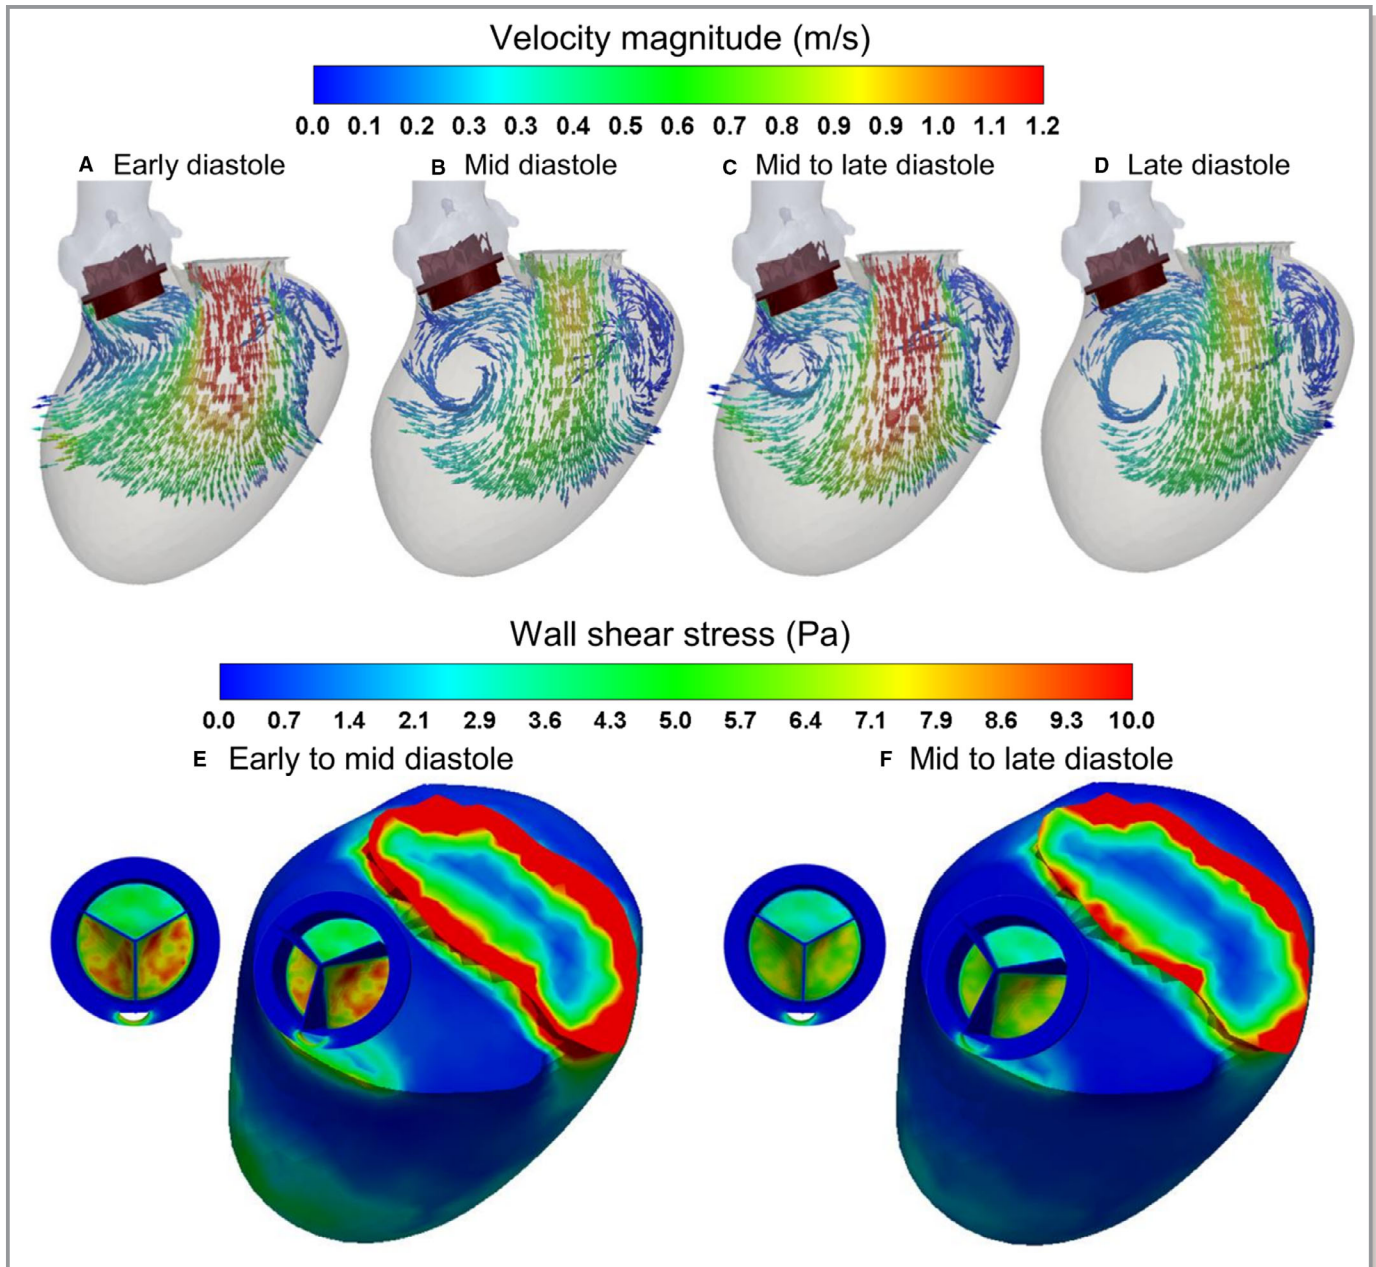 Velocity magnitude (m/s)
0.0 0.1 0.2 0.3 0.3 0.4 0.5 0.6 0.7 0.8 0.9 0.9 1.0 1.1 1.2
A Early diastole B Mid diastole C Mid to late diastole D Late diastole
Wall shear stress (Pa)
0.0 0.7 1.4 2.1 2.9 3.6 4.3 5.0 5.7 6.4 7.1 7.9 8.6 9.3 10.0
E Early to mid diastole F Mid to late diastole